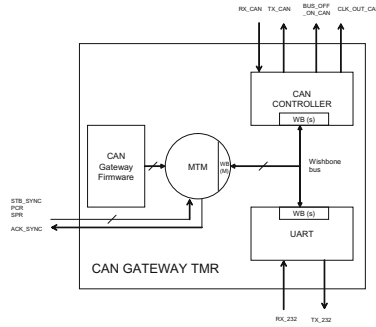 RX_CAN TX_CAN BUS_OFF _ON_CAN CLK_OUT_CA
CAN
CONTROLLER
WB (s)
CAN
Gateway
Firmware
MTM
WB
(M)
Wishbone
bus
STB_SYNC
PCR
SPR
ACK_SYNC
WB (s)
UART
CAN GATEWAY TMR
RX_232 TX_232